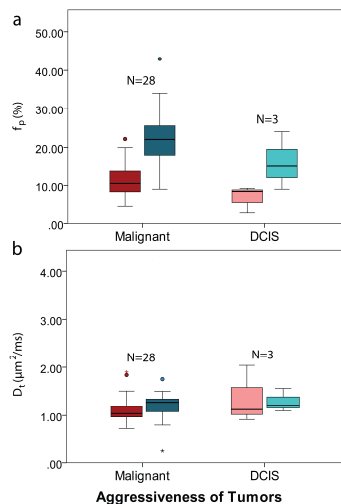 a
50.00
40.00
30.00
20.00
10.00
.00
fp (%)
N=28
N=3
Malignant
DCIS
b
4.00
3.00
2.00
1.00
.00
Dt (μm²/ms)
N=28
N=3
Malignant
DCIS
Aggressiveness of Tumors